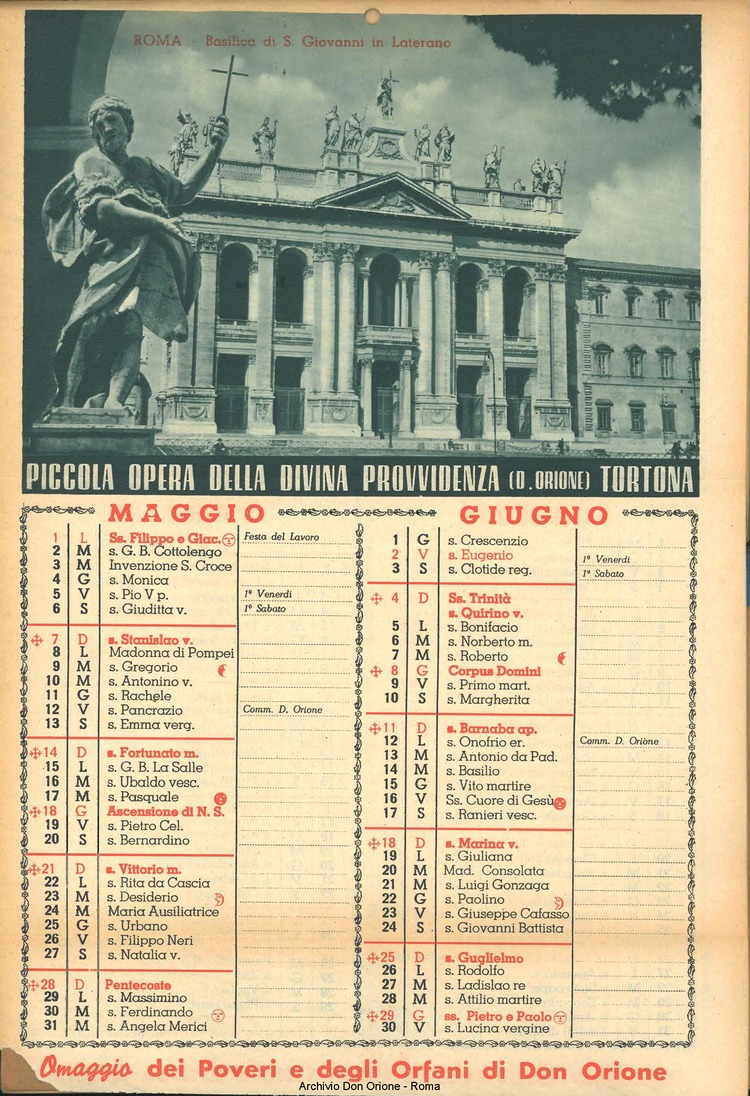 ROMA - Basilica di S. Giovanni in Laterano
PICCOLA OPERA DELLA DIVINA PROVVIDENZA (D. ORIONE) TORTONA
MAGGIO
1 L Ss. Filippo e Giac. Festa del Lavoro
2 M s. G. B. Cottolengo
3 M Invenzione S. Croce
4 G s. Monica
5 V s. Pio V p. 1º Venerdi
6 S s. Giuditta v. 1º Sabato
7 D s. Stanislao v.
8 L Madonna di Pompei
9 M s. Gregorio
10 M s. Antonino v.
11 G s. Rachele
12 V s. Pancrazio Comm. D. Orione
13 S s. Emma verg.
14 D s. Fortunato m.
15 L s. G. B. La Salle
16 M s. Ubaldo vesc.
17 M s. Pasquale
18 G Ascensione di N. S.
19 V s. Pietro Cel.
20 S s. Bernardino
21 D s. Vittorio m.
22 L s. Rita da Cascia
23 M s. Desiderio
24 M Maria Ausiliatrice
25 G s. Urbano
26 V s. Filippo Neri
27 S s. Natalia v.
28 D Pentecoste
29 L s. Massimino
30 M s. Ferdinando
31 M s. Angela Merici
GIUGNO
1 G s. Crescenzio
2 V s. Eugenio 1º Venerdi
3 S s. Clotide reg. 1º Sabato
4 D Ss. Trinità
s. Quirino v.
5 L s. Bonifacio
6 M s. Norberto m.
7 M s. Roberto
8 G Corpus Domini
9 V s. Primo mart.
10 S s. Margherita
11 D s. Barnaba ap.
12 L s. Onofrio er. Comm. D. Orione
13 M s. Antonio da Pad.
14 M s. Basilio
15 G s. Vito martire
16 V Ss. Cuore di Gesù
17 S s. Ranieri vesc.
18 D s. Marina v.
19 L s. Giuliana
20 M Mad. Consolata
21 M s. Luigi Gonzaga
22 G s. Paolino
23 V s. Giuseppe Cafasso
24 S s. Giovanni Battista
25 D s. Guglielmo
26 L s. Rodolfo
27 M s. Ladislao re
28 M s. Attilio martire
29 G ss. Pietro e Paolo
30 V s. Lucina vergine
Omaggio dei Poveri e degli Orfani di Don Orione
Archivio Don Orione - Roma